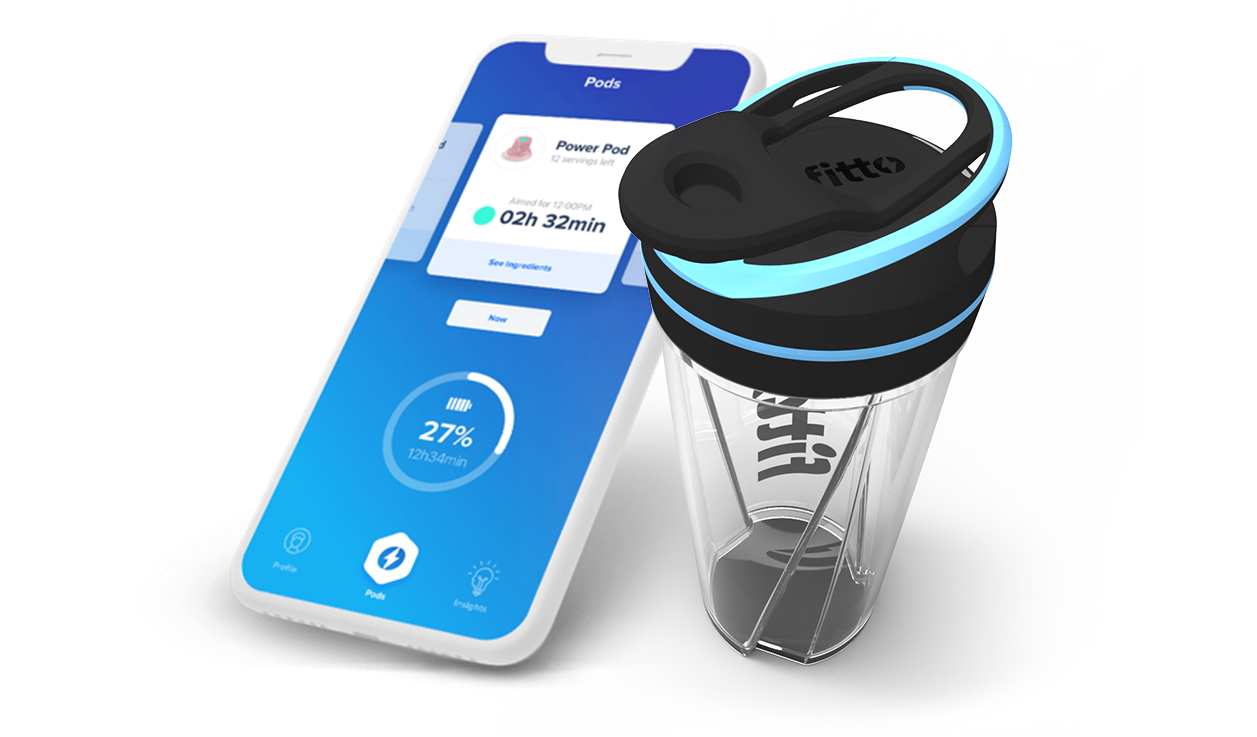 Pods
Power Pod
12 servings left
Aimed for 12:00PM
02h 32min
See Ingredients
Now
27%
12h34min
Profile
Pods
Insights
fitto